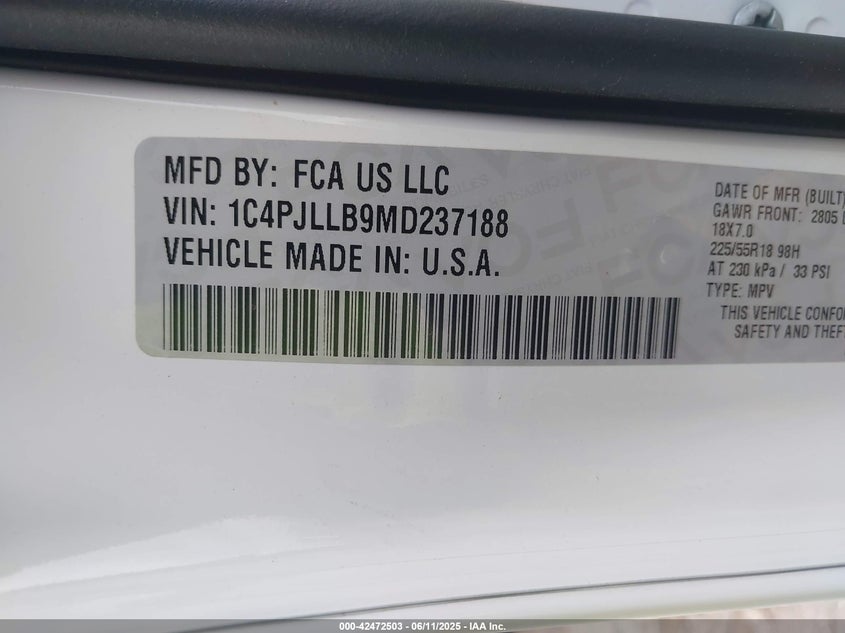 MFD BY: FCA US LLC
VIN: 1C4PJLLB9MD237188
VEHICLE MADE IN: U.S.A.
DATE OF MFR (BUILT)
GAWR FRONT: 2805
18X7.0
225/55R18 98H
AT 230 kPa / 33 PSI
TYPE: MPV
THIS VEHICLE
SAFETY AND
000-42472503 - 06/11/2025 - IAA Inc.